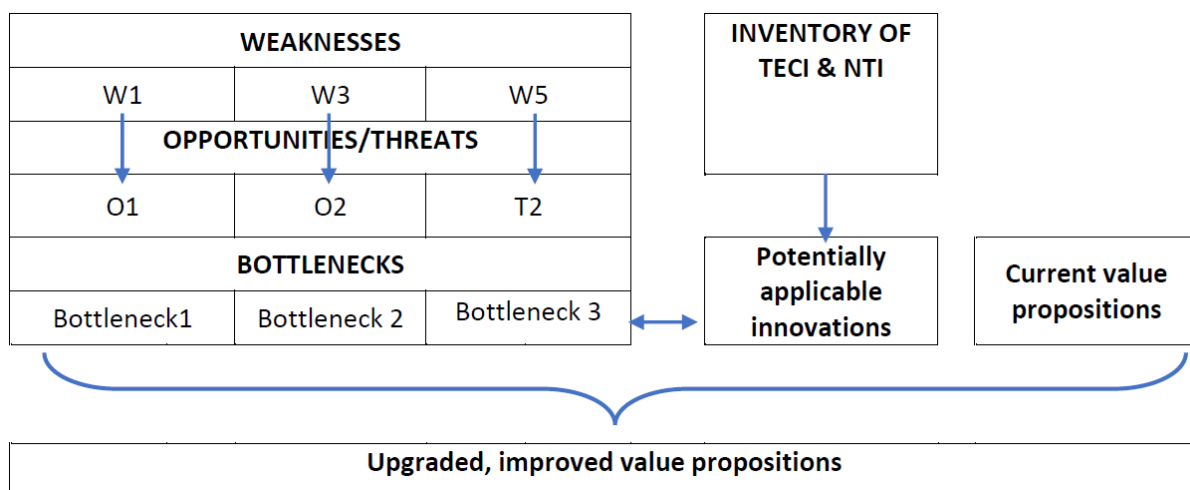 WEAKNESSES
W1 W3 W5
OPPORTUNITIES/THREATS
O1 O2 T2
BOTTLENECKS
Bottleneck1 Bottleneck 2 Bottleneck 3
INVENTORY OF
TECI & NTI
Potentially
applicable
innovations
Current value
propositions
Upgraded, improved value propositions